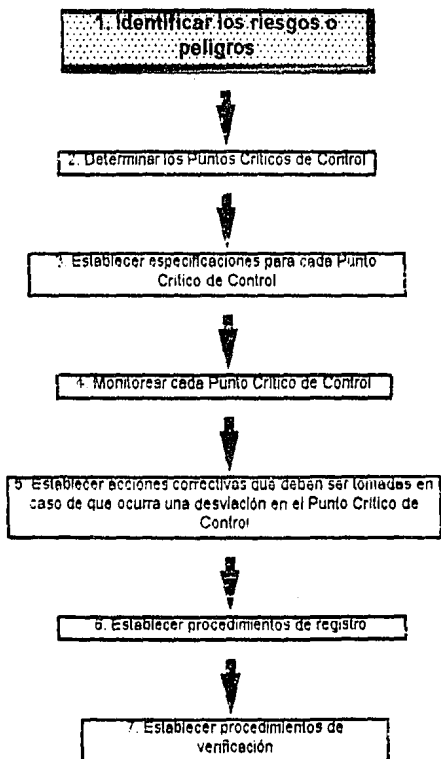 1. Identificar los riesgos o
peligros
2. Determinar los Puntos Críticos de Control
3. Establecer especificaciones para cada Punto
Crítico de Control
4. Monitorear cada Punto Crítico de Control
5. Establecer acciones correctivas que deban ser tomadas en
caso de que ocurra una desviación en el Punto Crítico de
Control
6. Establecer procedimientos de registro
7. Establecer procedimientos de
verificación